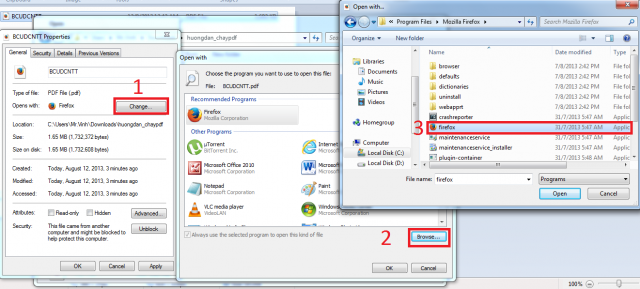 BCUDCNTT
BCUDCNTT Properties
General
Security
Details
Previous Versions
BCUDCNTT
1
Type of file:
PDF File (.pdf)
Opens with:
Firefox
Change...
Location:
C:\Users\Mr.Vinh\Downloads\huongdan_chaypdf
Size:
1.65 MB (1,732,372 bytes)
Size on disk:
1.65 MB (1,732,608 bytes)
Created:
Today, August 12, 2013, 3 minutes ago
Modified:
Today, August 12, 2013, 3 minutes ago
Accessed:
Today, August 12, 2013, 3 minutes ago
Attributes:
Read-only
Hidden
Advanced...
Security:
This file came from another
computer and might be blocked to
help protect this computer.
Unblock
OK
Cancel
Apply
huongdan_chaypdf
Open with
Choose the program you want to use to open this file:
File: BCUDCNTT.pdf
Recommended Programs
Firefox
Mozilla Corporation
Other Programs
µTorrent
BitTorrent Inc.
Microsoft Office 2010
Microsoft Corporation
Notepad
Microsoft Corporation
Paint
Microsoft
VLC media player
VideoLAN
Always use the selected program to open this kind of file
2
Browse...
OK
Cancel
Open with...
« Program Files
Mozilla Firefox
Search Mozilla Firefox
Organize
New folder
Libraries
Documents
Music
Pictures
Videos
Homegroup
Computer
Local Disk (C:)
Local Disk (D:)
Name
Date modified
Type
browser
7/8/2013 2:42 PM
File fol
defaults
7/8/2013 2:42 PM
File fol
dictionaries
7/8/2013 2:42 PM
File fol
uninstall
7/8/2013 2:42 PM
File fol
webapprt
7/8/2013 2:42 PM
File fol
crashreporter
31/7/2013 5:47 AM
Applic
3
firefox
31/7/2013 5:47 AM
Applic
maintenanceservice
31/7/2013 5:47 AM
Applic
maintenanceservice_installer
31/7/2013 5:47 AM
Applic
plugin-container
31/7/2013 5:48 AM
Applic
File name:
firefox
Programs
Open
Cancel
100%